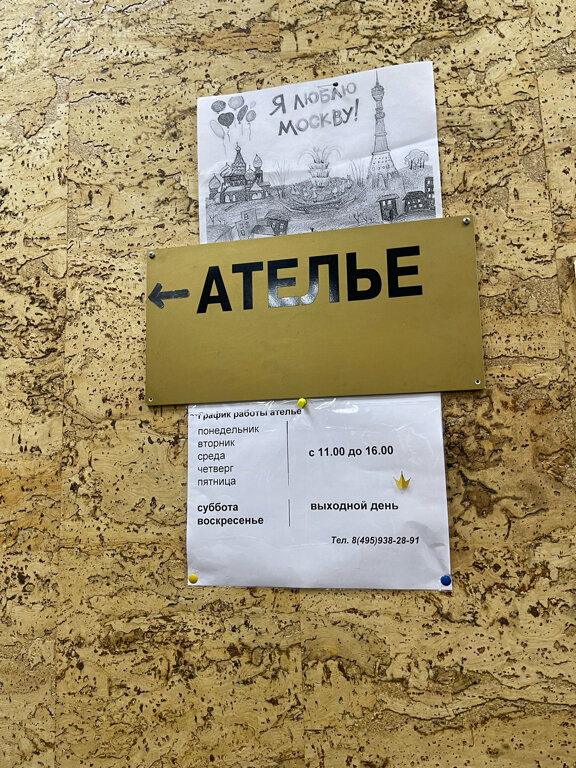 Я ЛЮБЛЮ
МОСКВУ!
АТЕЛЬЕ
График работы ателье
понедельник
вторник
среда
четверг
пятница
с 11.00 до 16.00
суббота
воскресенье
выходной день
Тел. 8(495)938-28-91